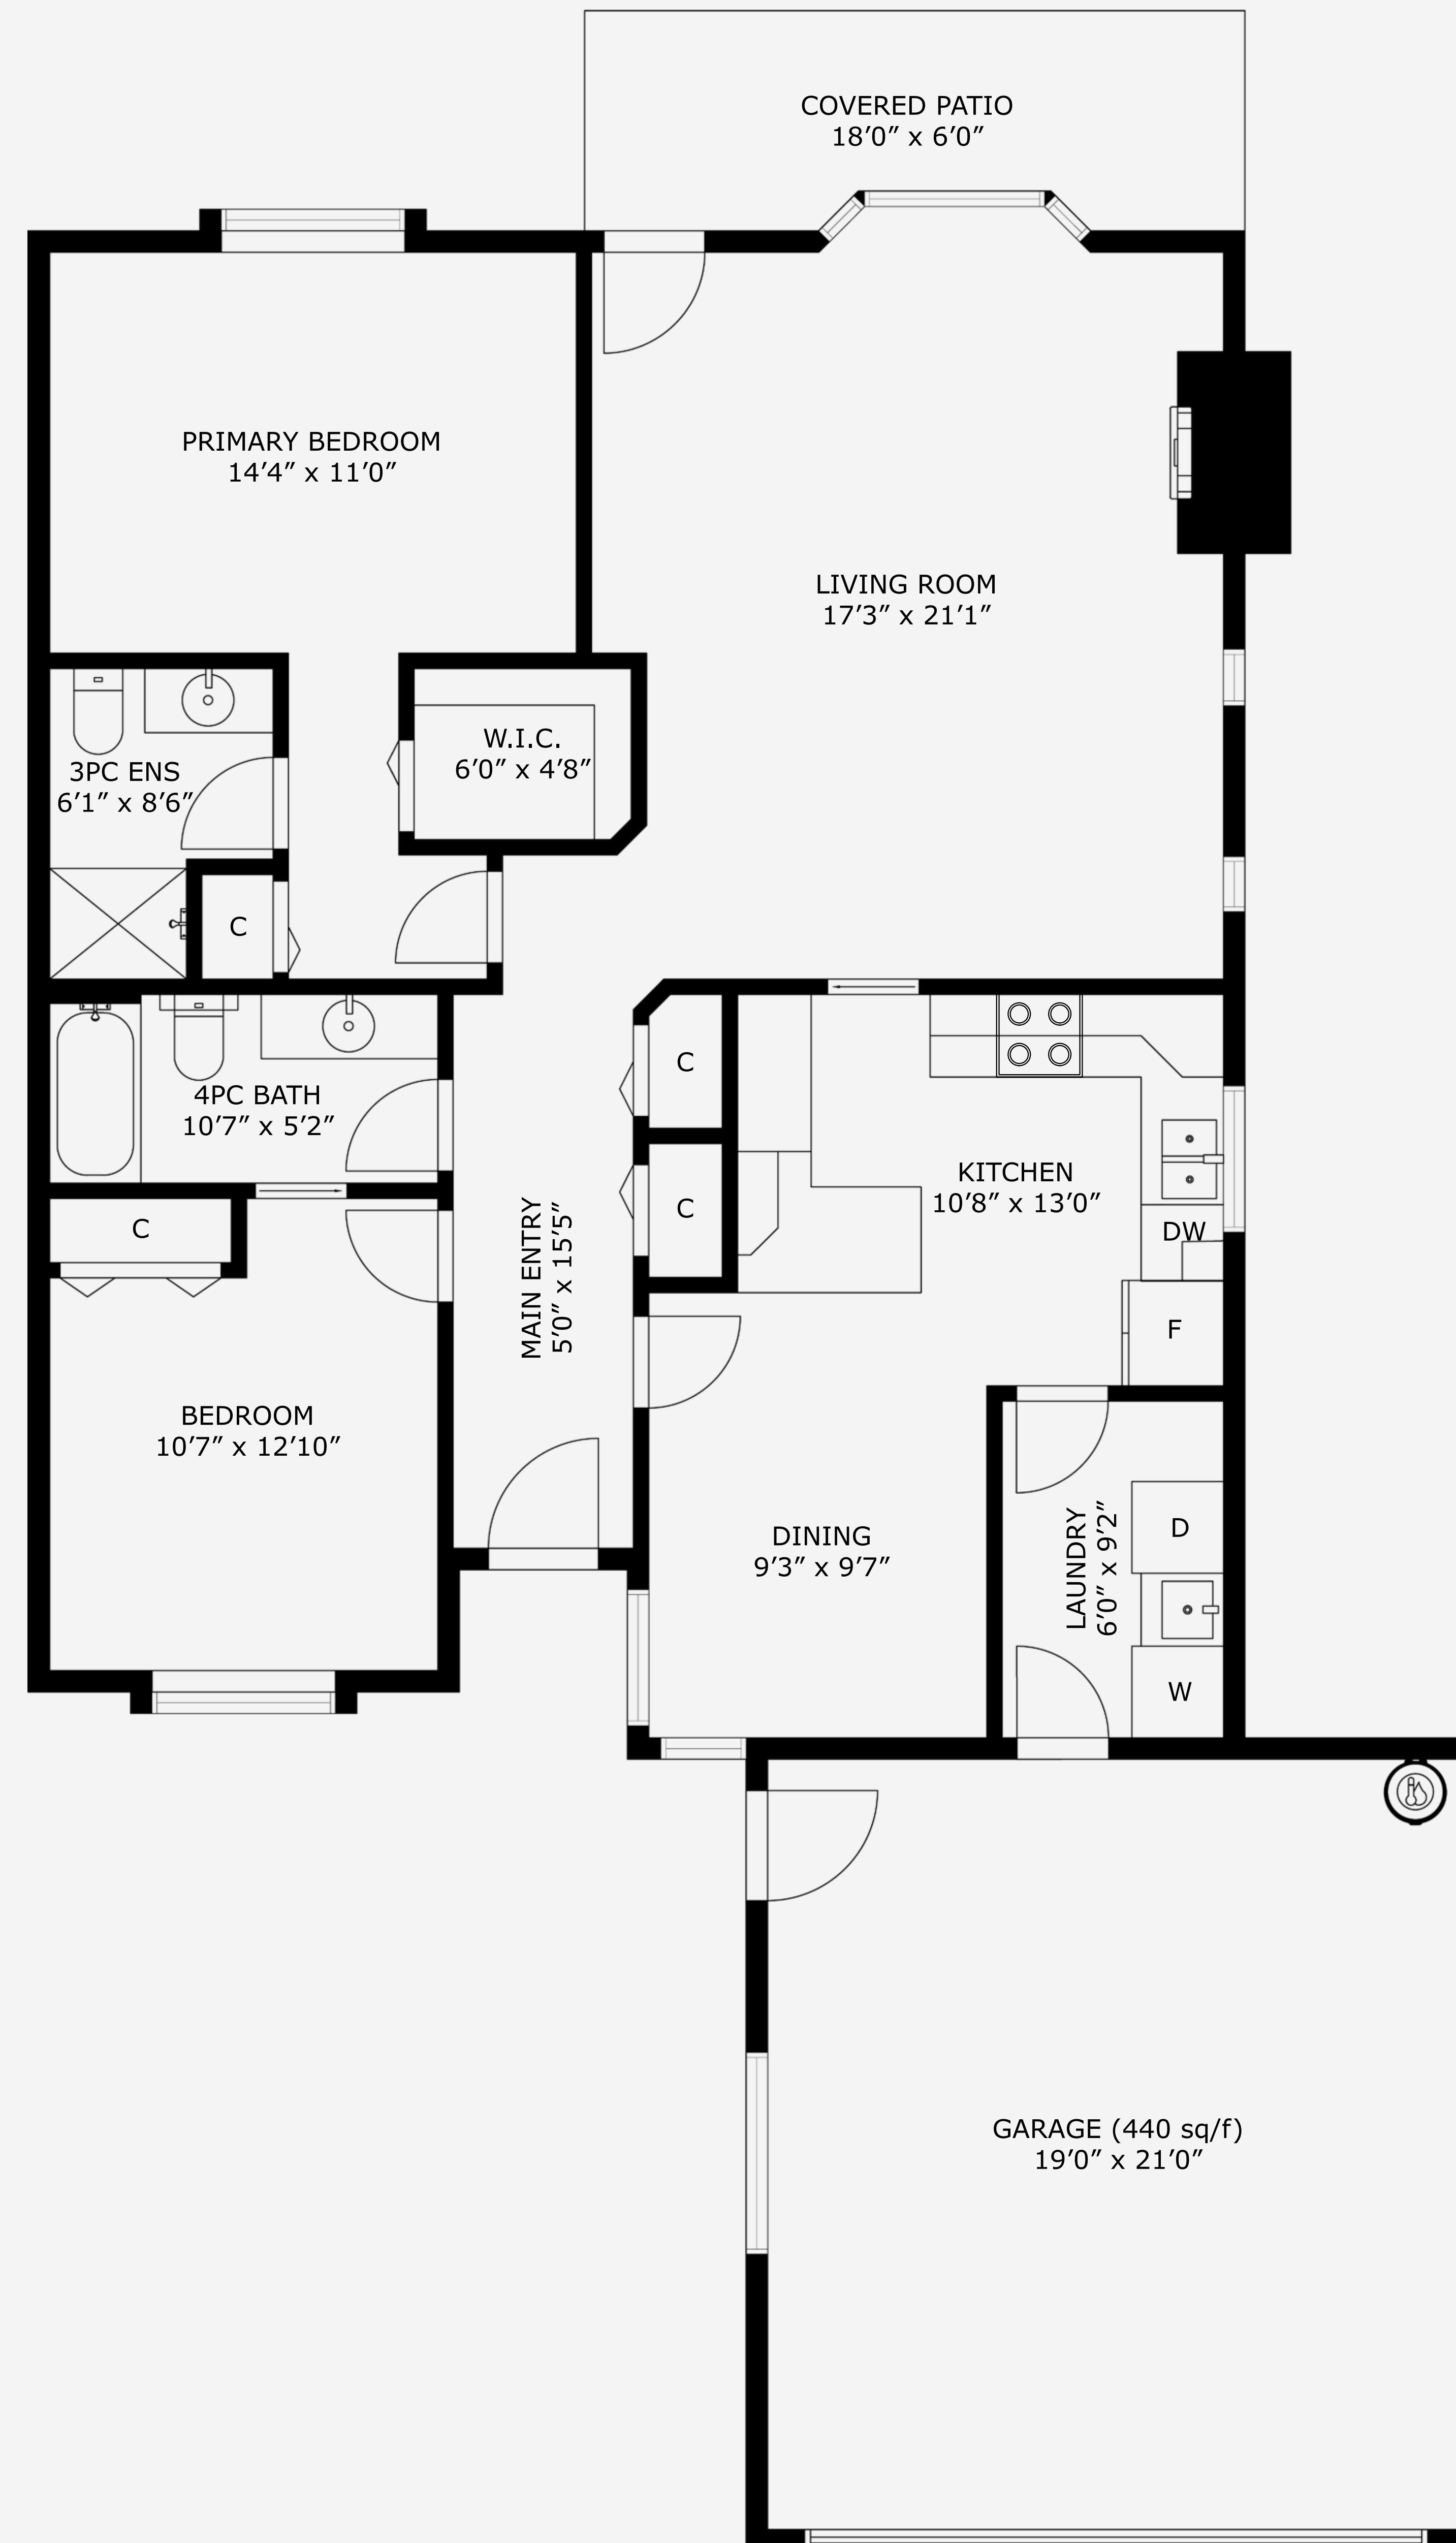 COVERED PATIO
18’0” x 6’0”
PRIMARY BEDROOM
14’4” x 11’0”
LIVING ROOM
17’3” x 21’1”
W.I.C.
6’0” x 4’8”
3PC ENS
6’1” x 8’6”
C
4PC BATH
10’7” x 5’2”
C
KITCHEN
10’8” x 13’0”
C
C
DW
MAIN ENTRY
5’0” x 15’5”
F
BEDROOM
10’7” x 12’10”
DINING
9’3” x 9’7”
LAUNDRY
6’0” x 9’2”
D
W
GARAGE (440 sq/f)
19’0” x 21’0”